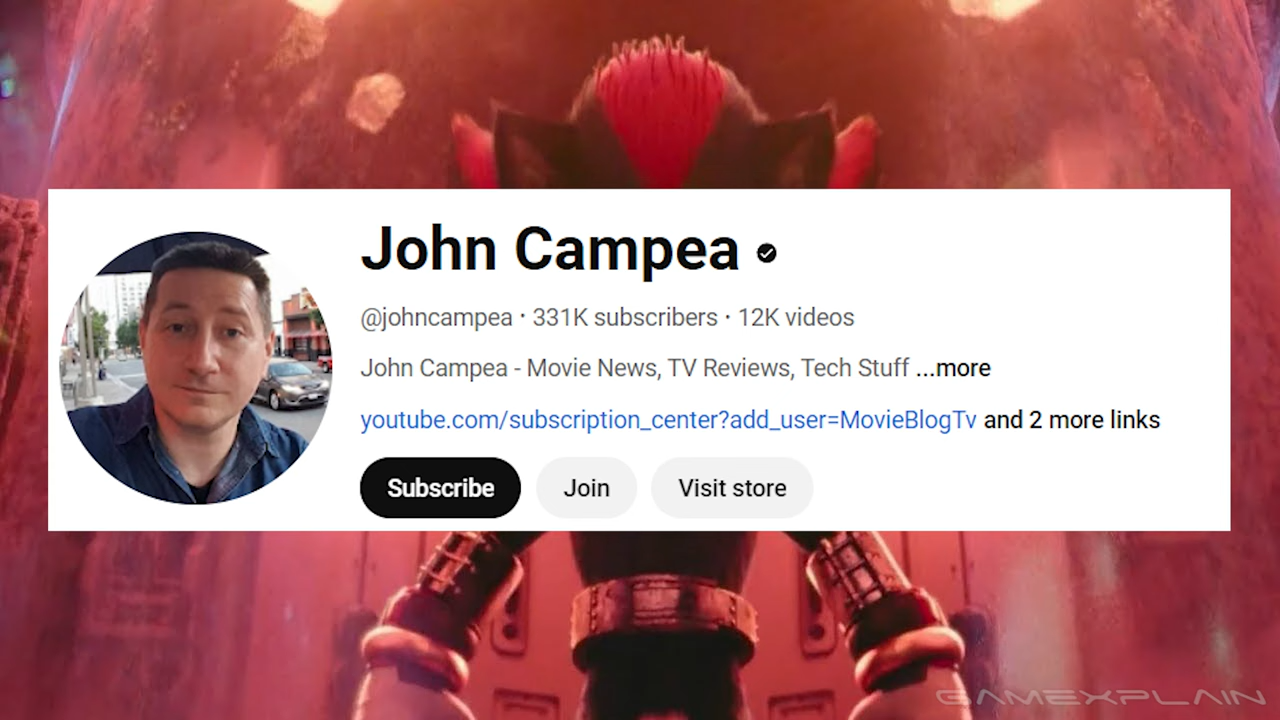 John Campea
@johncampea · 331K subscribers · 12K videos
John Campea - Movie News, TV Reviews, Tech Stuff ...more
youtube.com/subscription_center?add_user=MovieBlogTv and 2 more links
Subscribe Join Visit store
GAMEXPLAIN